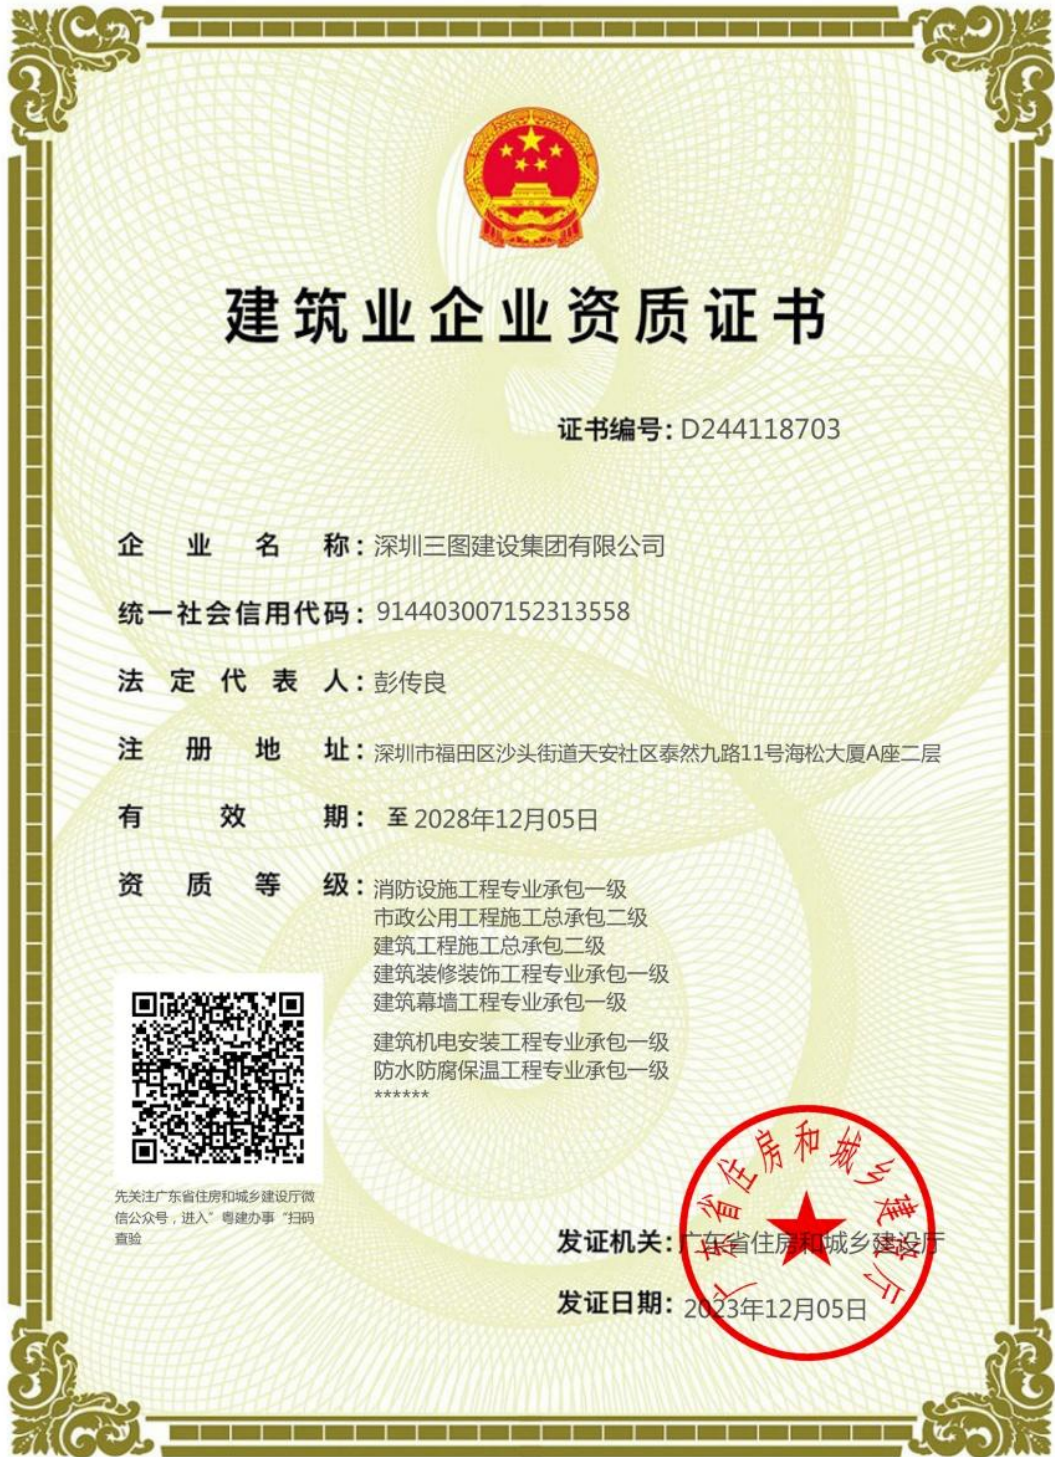 建筑业企业资质证书
证书编号: D244118703
企业名称: 深圳三图建设集团有限公司
统一社会信用代码: 914403007152313558
法定代表人: 彭传良
注册地址: 深圳市福田区沙头街道天安社区泰然九路11号海松大厦A座二层
有效期: 至 2028年12月05日
资质等级: 消防设施工程专业承包一级
市政公用工程施工总承包二级
建筑工程施工总承包二级
建筑装修装饰工程专业承包一级
建筑幕墙工程专业承包一级
建筑机电安装工程专业承包一级
防水防腐保温工程专业承包一级
******
先关注广东省住房和城乡建设厅微
信公众号，进入”粤建办事“扫码
查验
发证机关: 广东省住房和城乡建设厅
发证日期: 2023年12月05日
广东省住房和城乡建设厅